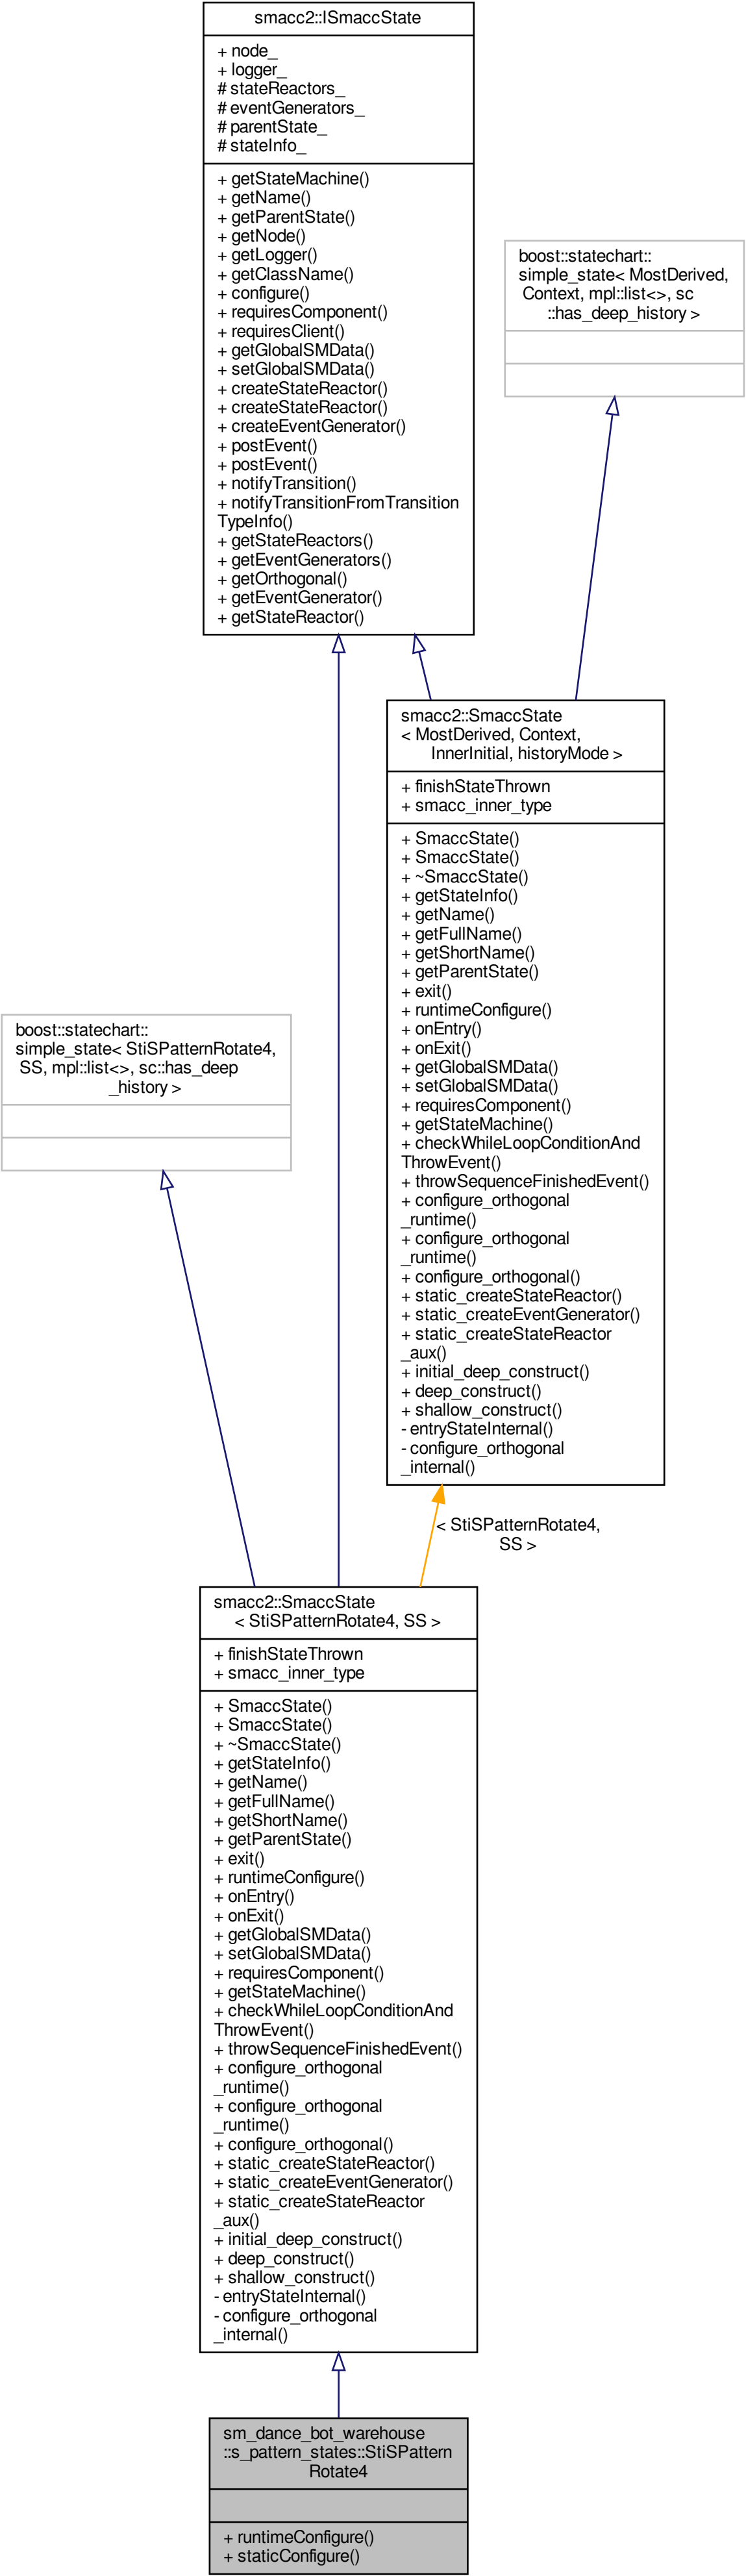 smacc2::ISmaccState
+ node_
+ logger_
# stateReactors_
# eventGenerators_
# parentState_
# stateInfo_
+ getStateMachine()
+ getName()
+ getParentState()
+ getNode()
+ getLogger()
+ getClassName()
+ configure()
+ requiresComponent()
+ requiresClient()
+ getGlobalSMData()
+ setGlobalSMData()
+ createStateReactor()
+ createStateReactor()
+ createEventGenerator()
+ postEvent()
+ postEvent()
+ notifyTransition()
+ notifyTransitionFromTransition
TypeInfo()
+ getStateReactors()
+ getEventGenerators()
+ getOrthogonal()
+ getEventGenerator()
+ getStateReactor()
boost::statechart::
simple_state< MostDerived,
Context, mpl::list<>, sc
::has_deep_history >
smacc2::SmaccState
< MostDerived, Context,
InnerInitial, historyMode >
+ finishStateThrown
+ smacc_inner_type
+ SmaccState()
+ SmaccState()
+ ~SmaccState()
+ getStateInfo()
+ getName()
+ getFullName()
+ getShortName()
+ getParentState()
+ exit()
+ runtimeConfigure()
+ onEntry()
+ onExit()
+ getGlobalSMData()
+ setGlobalSMData()
+ requiresComponent()
+ getStateMachine()
+ checkWhileLoopConditionAnd
ThrowEvent()
+ throwSequenceFinishedEvent()
+ configure_orthogonal
_runtime()
+ configure_orthogonal
_runtime()
+ configure_orthogonal()
+ static_createStateReactor()
+ static_createEventGenerator()
+ static_createStateReactor
_aux()
+ initial_deep_construct()
+ deep_construct()
+ shallow_construct()
- entryStateInternal()
- configure_orthogonal
_internal()
boost::statechart::
simple_state< StiSPatternRotate4,
SS, mpl::list<>, sc::has_deep
_history >
< StiSPatternRotate4,
SS >
smacc2::SmaccState
< StiSPatternRotate4, SS >
+ finishStateThrown
+ smacc_inner_type
+ SmaccState()
+ SmaccState()
+ ~SmaccState()
+ getStateInfo()
+ getName()
+ getFullName()
+ getShortName()
+ getParentState()
+ exit()
+ runtimeConfigure()
+ onEntry()
+ onExit()
+ getGlobalSMData()
+ setGlobalSMData()
+ requiresComponent()
+ getStateMachine()
+ checkWhileLoopConditionAnd
ThrowEvent()
+ throwSequenceFinishedEvent()
+ configure_orthogonal
_runtime()
+ configure_orthogonal
_runtime()
+ configure_orthogonal()
+ static_createStateReactor()
+ static_createEventGenerator()
+ static_createStateReactor
_aux()
+ initial_deep_construct()
+ deep_construct()
+ shallow_construct()
- entryStateInternal()
- configure_orthogonal
_internal()
sm_dance_bot_warehouse
::s_pattern_states::StiSPattern
Rotate4
+ runtimeConfigure()
+ staticConfigure()